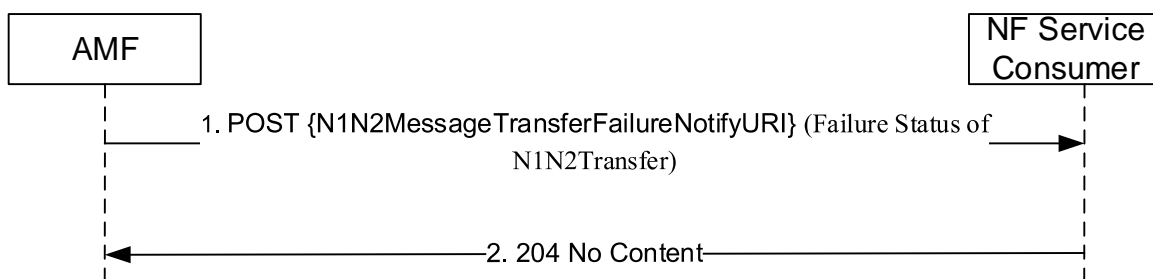 AMF
NF Service
Consumer
1. POST {N1N2MessageTransferFailureNotifyURI} (Failure Status of
N1N2Transfer)
2. 204 No Content